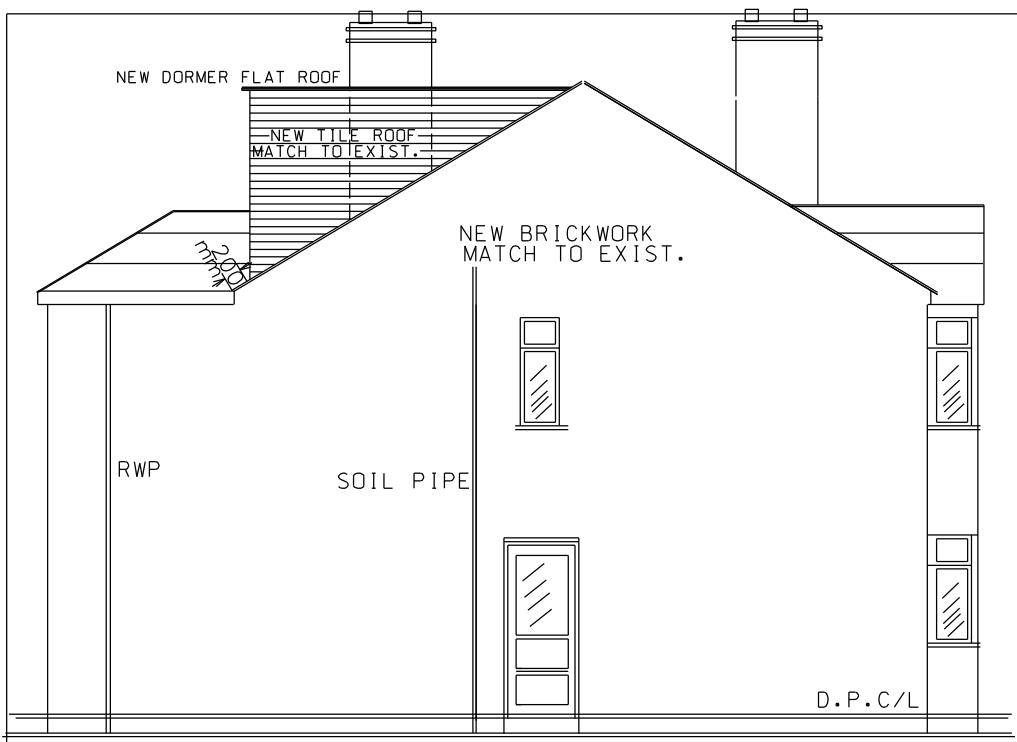 NEW DORMER FLAT ROOF
NEW TILE ROOF
MATCH TO EXIST.
200
mm
NEW BRICKWORK
MATCH TO EXIST.
RWP
SOIL PIPE
D.P.C/L